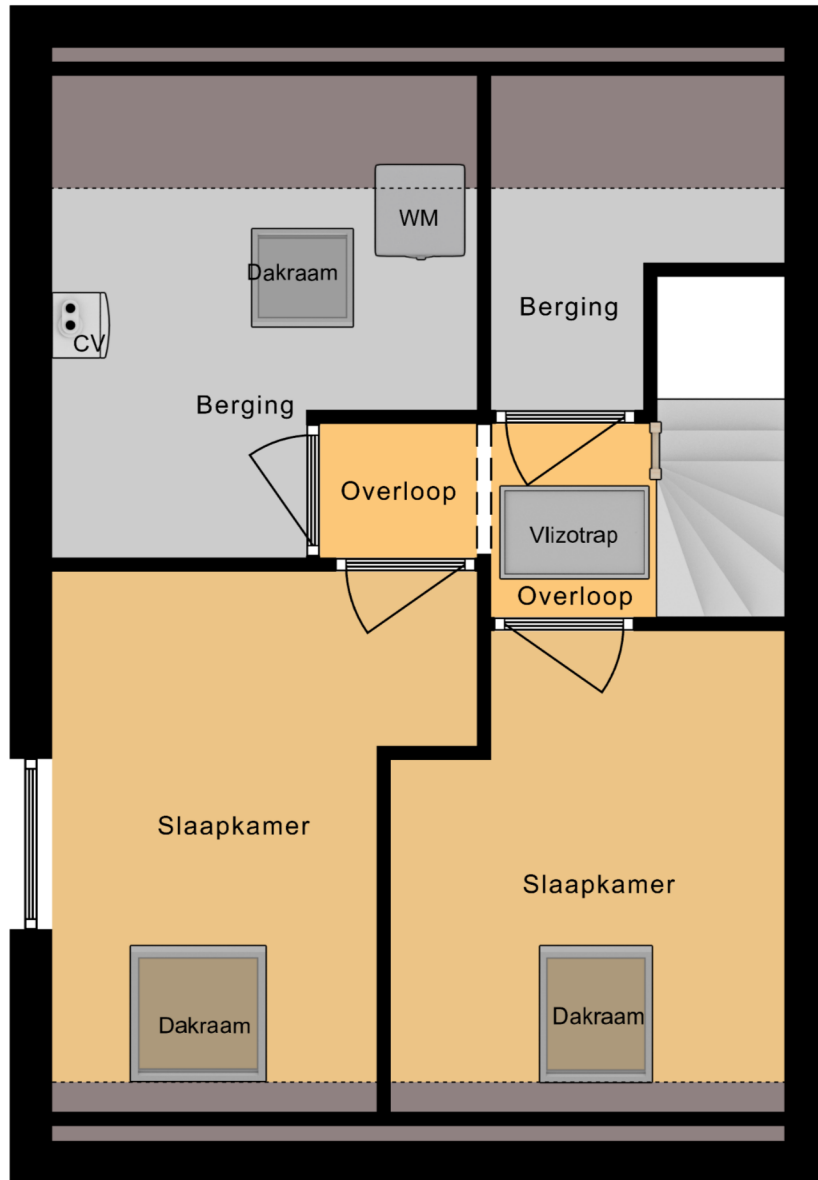 WM
Dakraam
Berging
CV
Berging
Overloop
Vlizotrap
Overloop
Slaapkamer
Slaapkamer
Dakraam
Dakraam